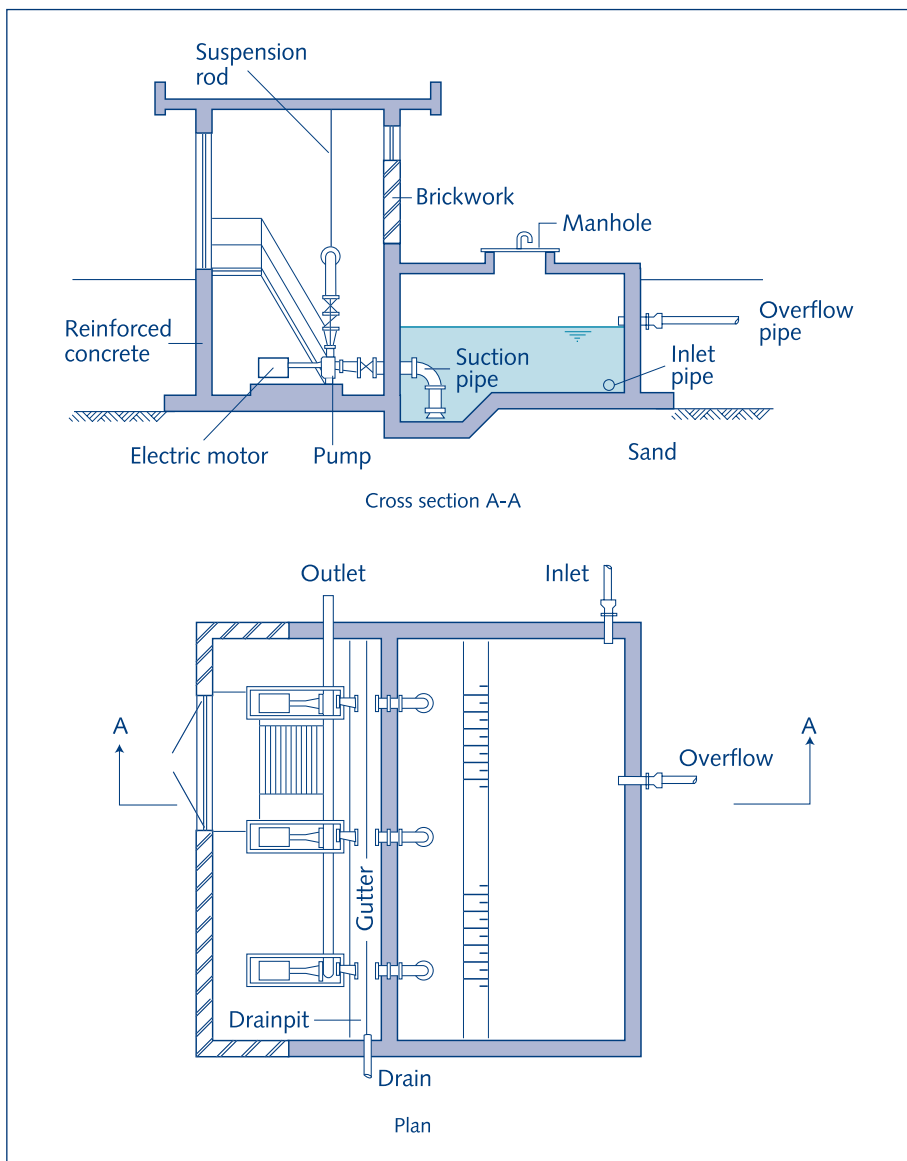 Suspension
rod
Brickwork
Manhole
Reinforced
concrete
Overflow
pipe
Suction
pipe
Inlet
pipe
Electric motor
Pump
Sand
Cross section A-A
Outlet
Inlet
A
A
Overflow
Gutter
Drainpit
Drain
Plan